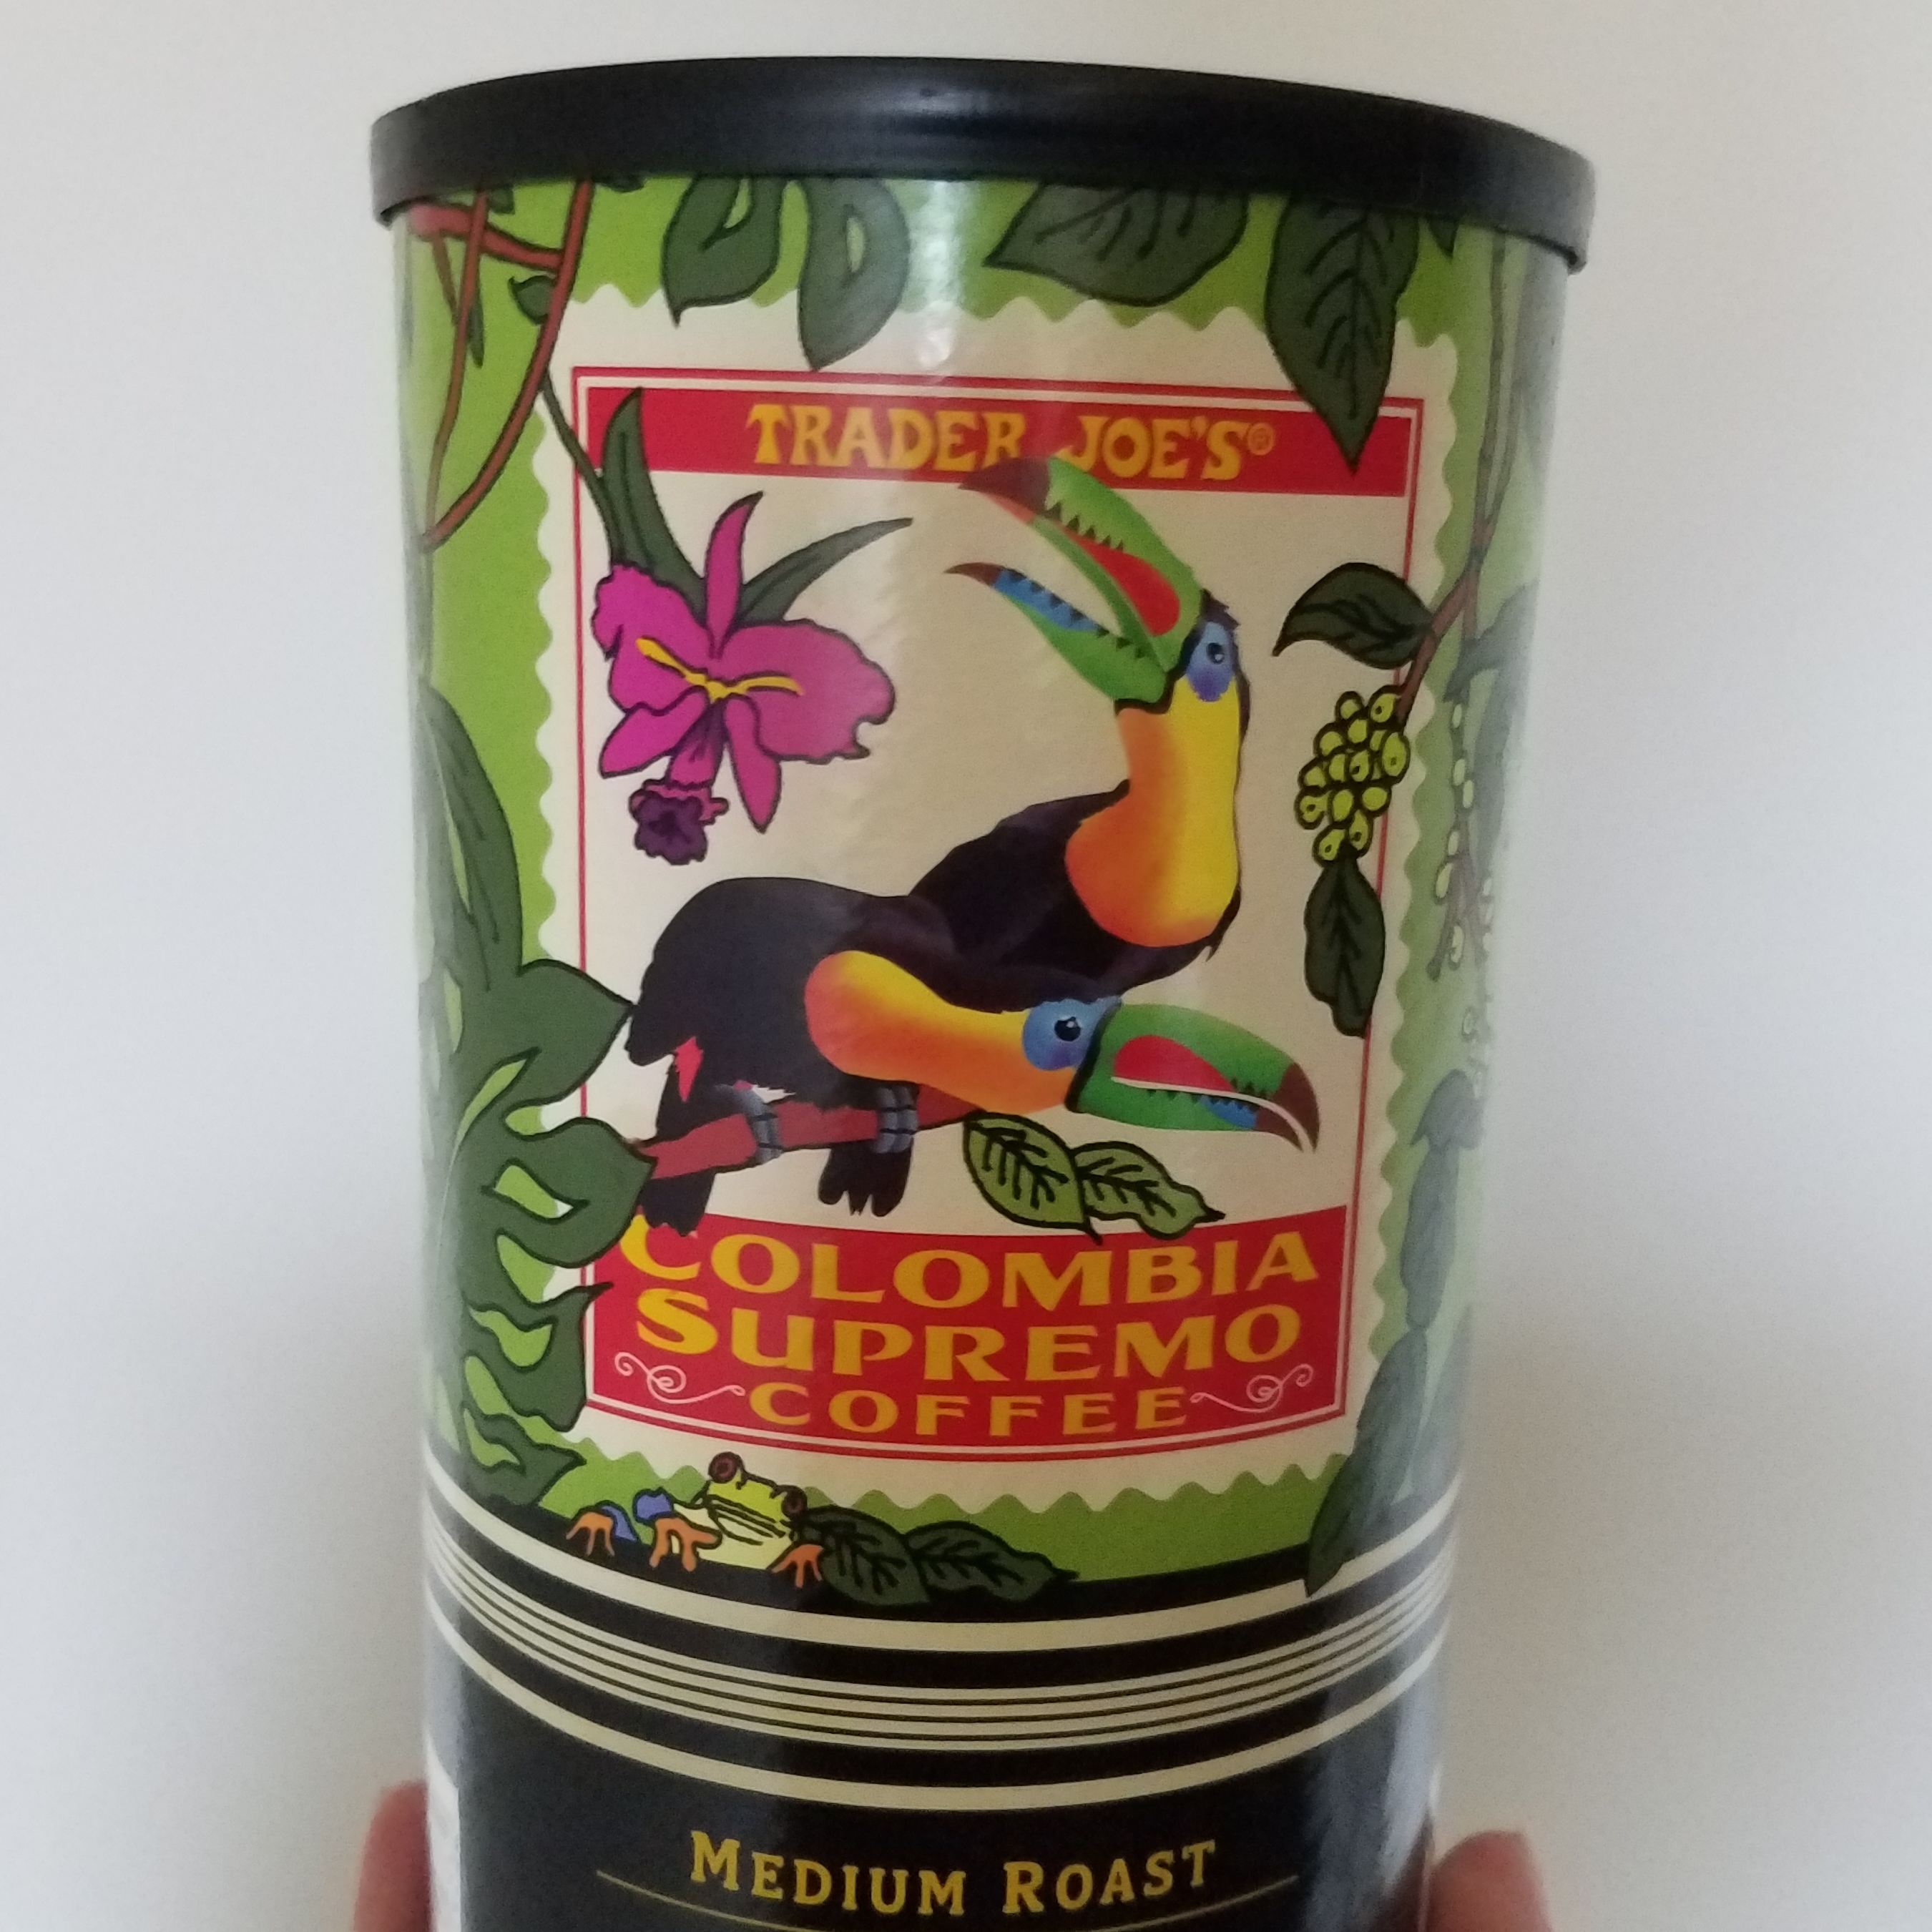 TRADER JOE'S®
COLOMBIA
SUPREMO
COFFEE
MEDIUM ROAST